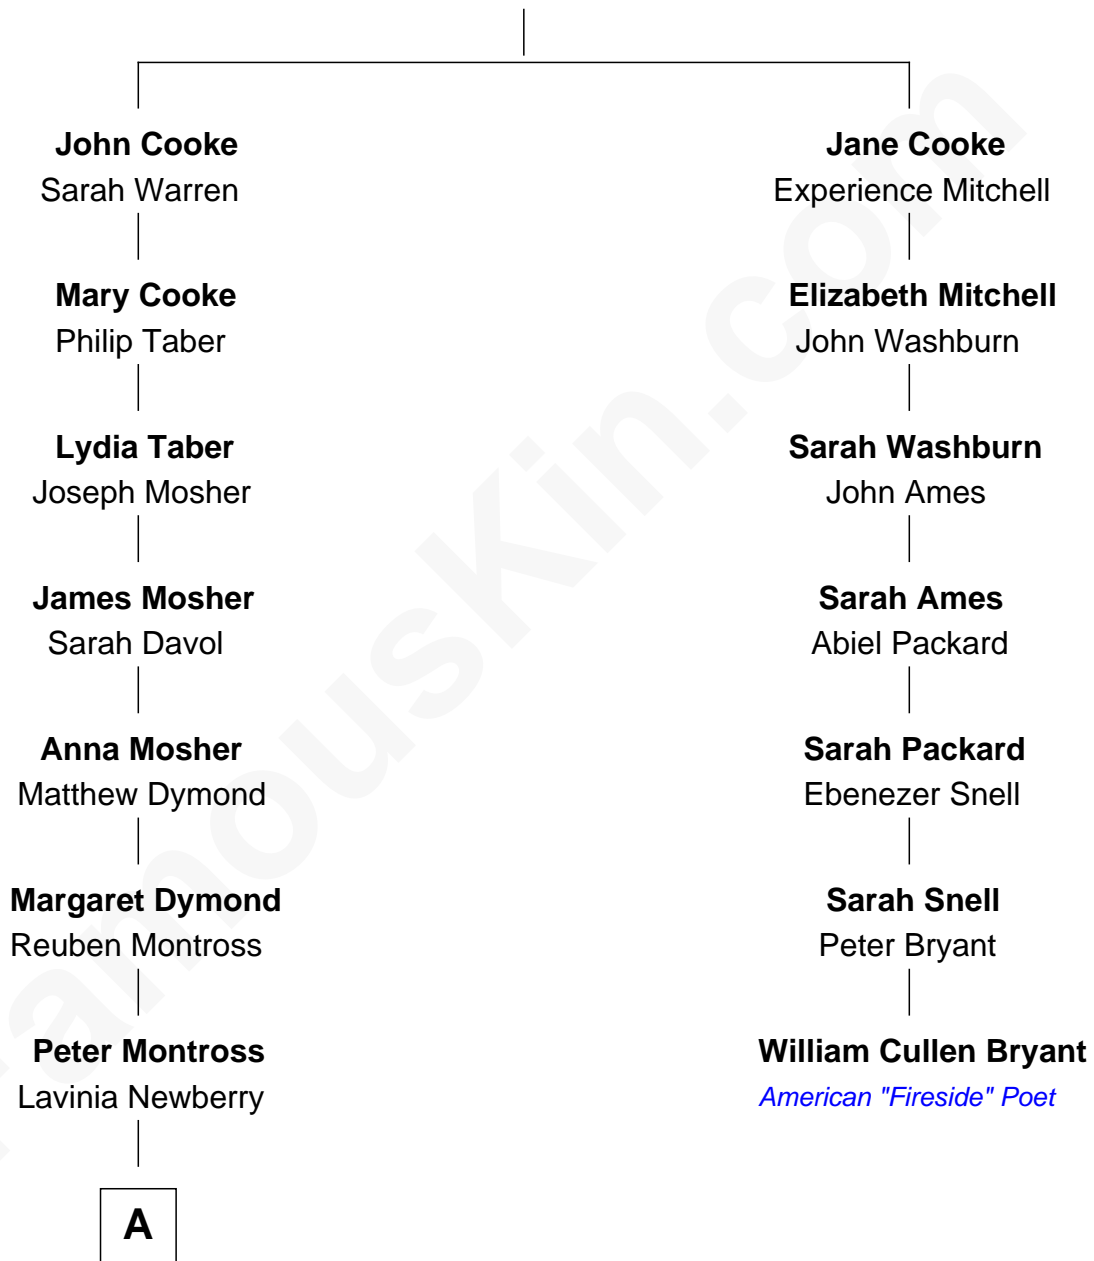 John Cooke
Sarah Warren
Jane Cooke
Experience Mitchell
Mary Cooke
Philip Taber
Elizabeth Mitchell
John Washburn
Lydia Taber
Joseph Mosher
Sarah Washburn
John Ames
James Mosher
Sarah Davol
Sarah Ames
Abiel Packard
Anna Mosher
Matthew Dymond
Sarah Packard
Ebenezer Snell
Margaret Dymond
Reuben Montross
Sarah Snell
Peter Bryant
Peter Montross
Lavinia Newberry
William Cullen Bryant
American "Fireside" Poet
A
FamousKin.com